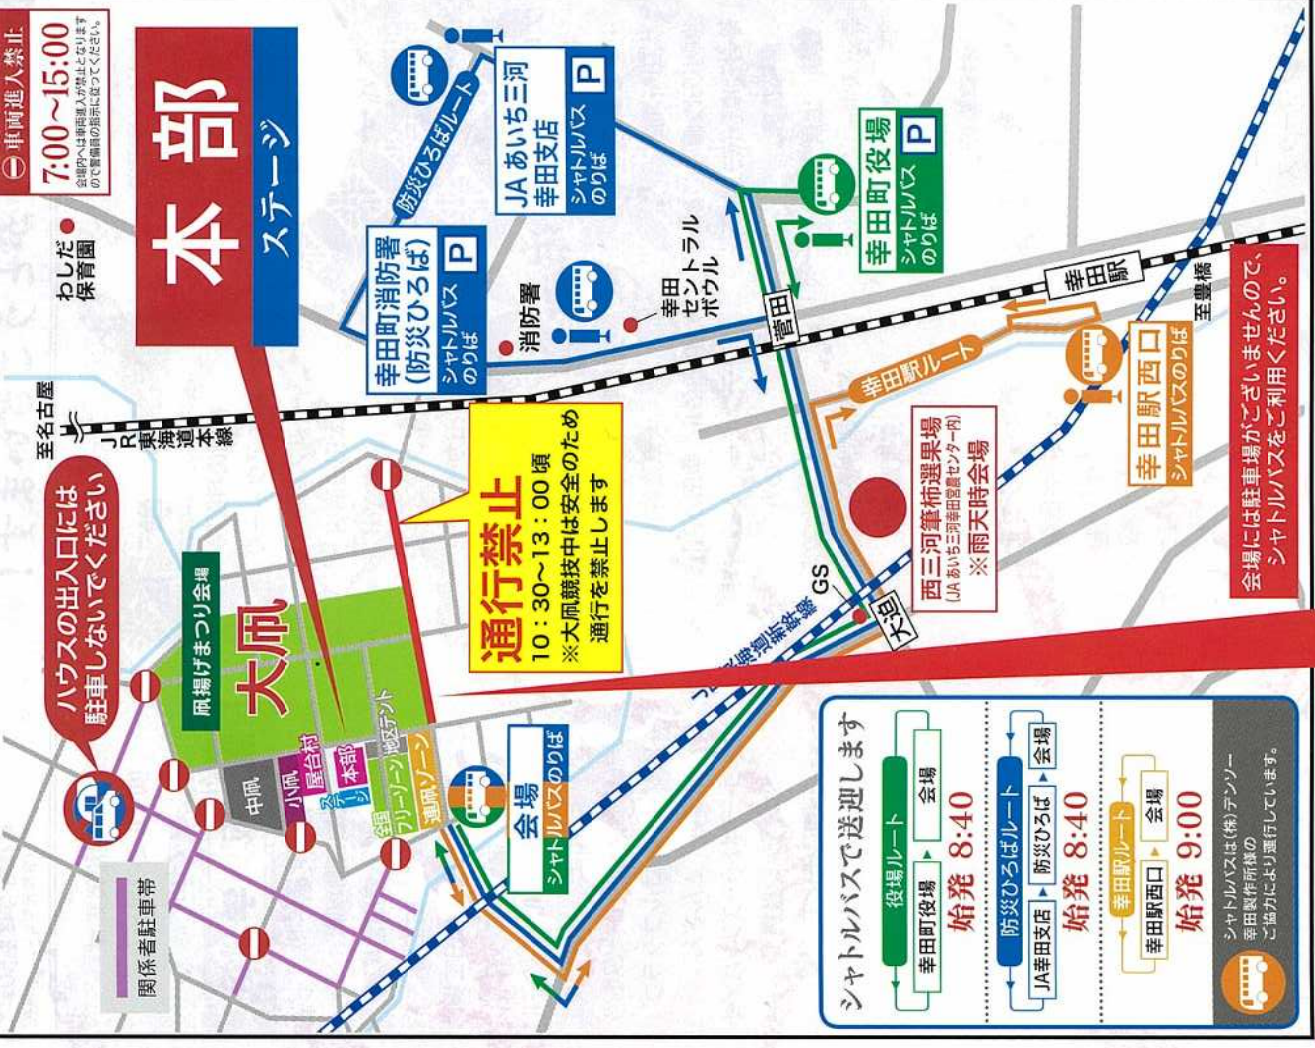 車両進入禁止
7:00～15:00
会場内へは車両進入が禁止となります
ので警備員の指示に従ってください。
わしだ
保育園
本部
ステージ
至名古屋
JR東海道本線
ハウスの出入口には
駐車しないでください
凧揚げまつり会場
大凧
中凧
小凧
屋台村
ステージ
本部
全国
フリーゾーン
地区テント
連凧ゾーン
関係者駐車帯
通行禁止
10：30～13：00頃
※大凧競技中は安全のため
通行を禁止します
防災ひろばルート
JAあいち三河
幸田支店
シャトルバス
のりば
P
幸田町消防署
(防災ひろば)
シャトルバス
のりば
P
消防署
幸田
セントラル
ボウル
幸田町役場
シャトルバス
のりば
P
菅田
幸田駅
幸田駅ルート
幸田駅西口
シャトルバスのりば
至豊橋
西三河筆柿選果場
(JAあいち三河幸田営農センター内)
※雨天時会場
GS
大迫
海道新幹線
会場
シャトルバスのりば
会場には駐車場がございませんので、
シャトルバスをご利用ください。
シャトルバスで送迎します
役場ルート
幸田町役場
会場
始発 8:40
防災ひろばルート
JA幸田支店
防災ひろば
会場
始発 8:40
幸田駅ルート
幸田駅西口
会場
始発 9:00
シャトルバスは(株)デンソー
幸田製作所様の
ご協力により運行しています。